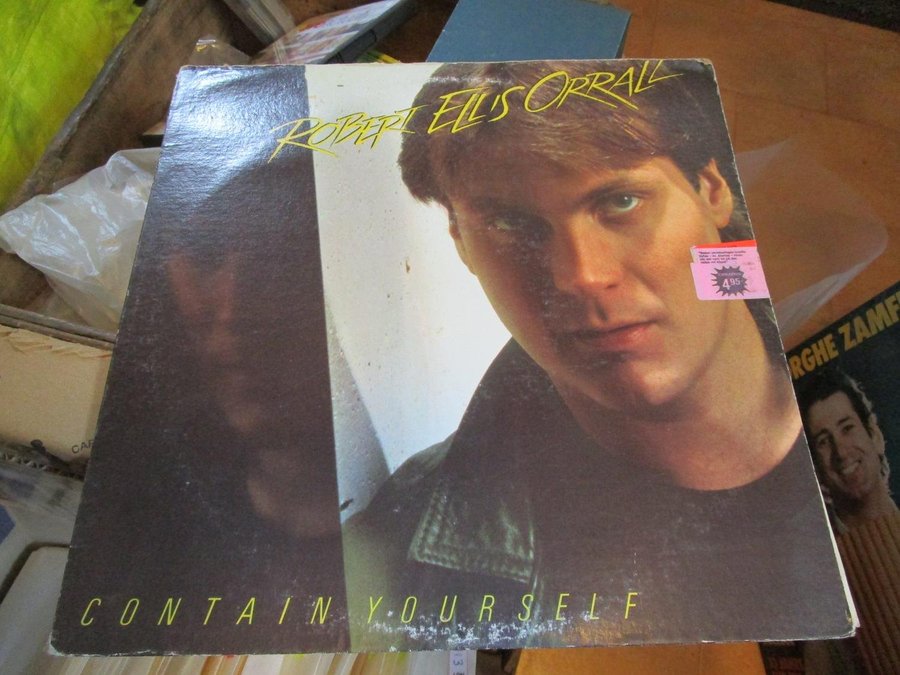 ROBERT ELLIS ORRALL
4.95
RGHE ZAMF
CONTAIN YOURSELF